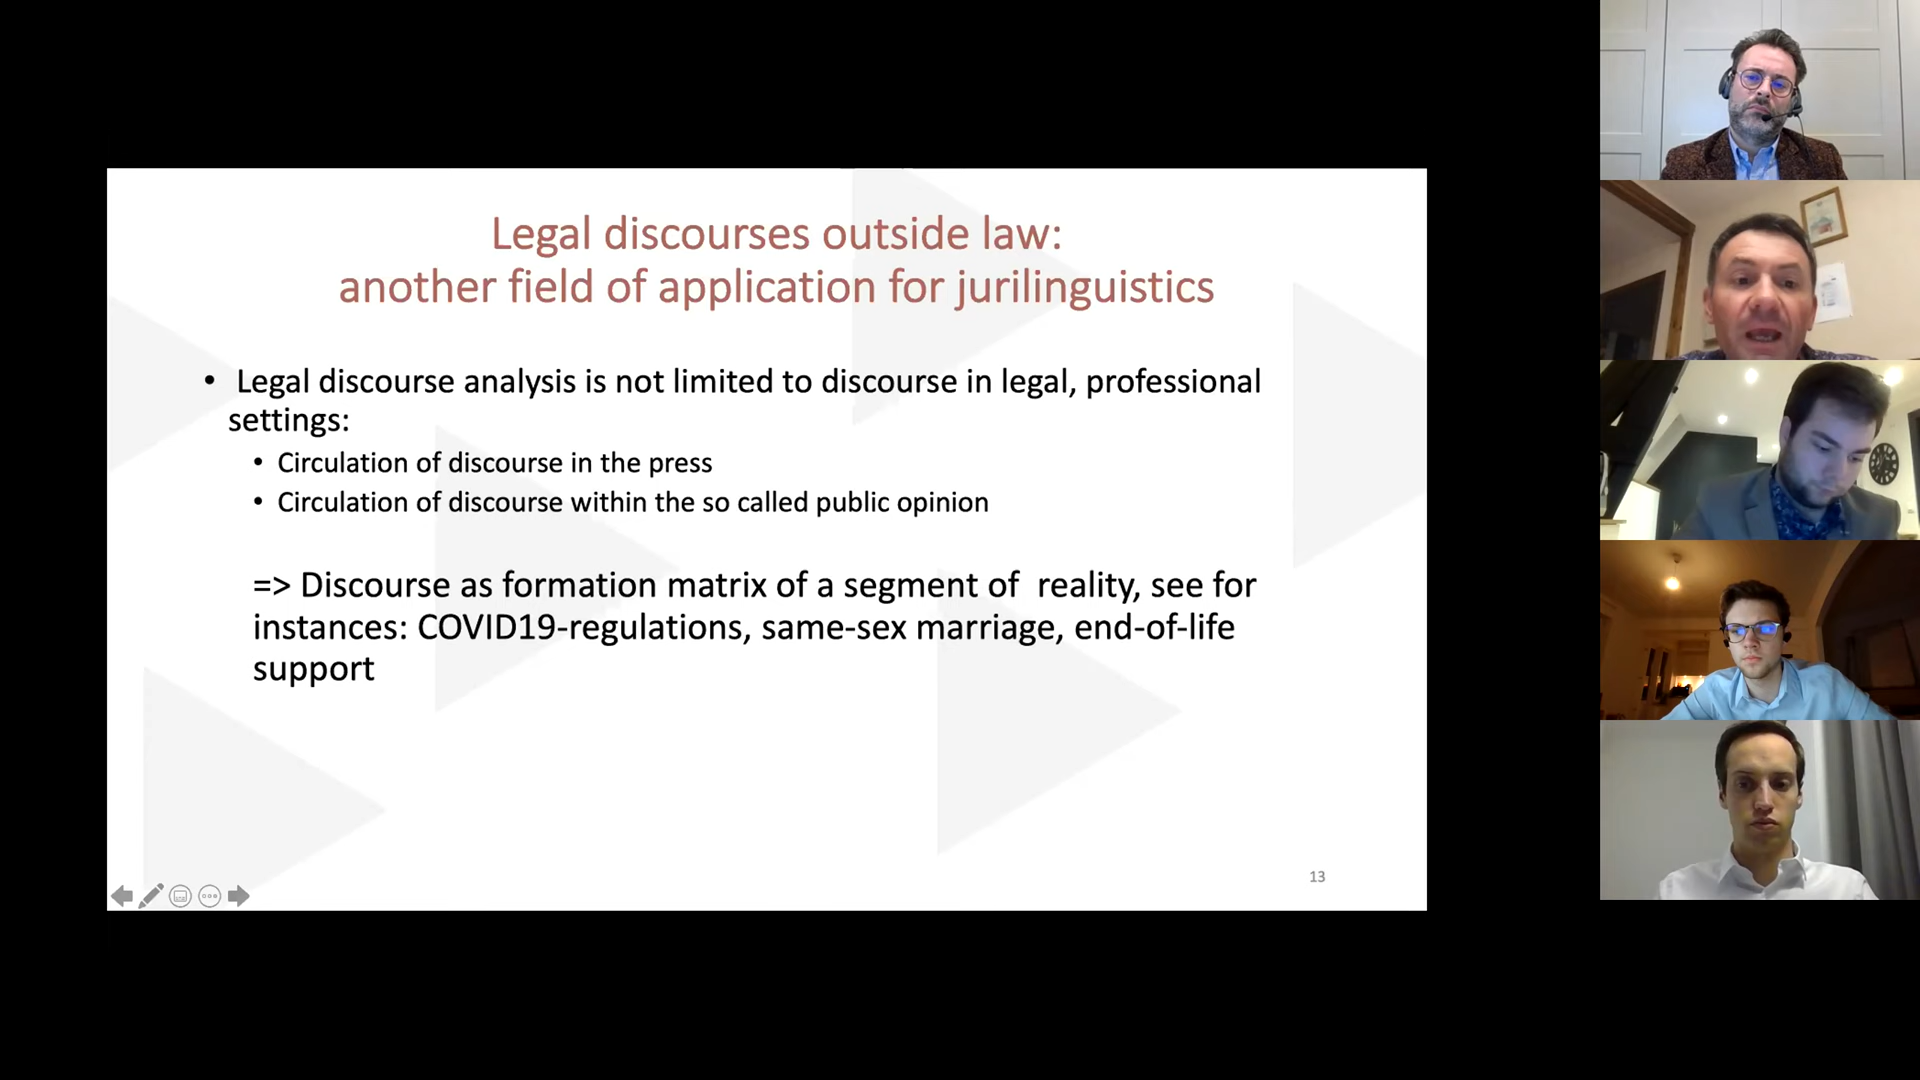 Legal discourses outside law:
another field of application for jurilinguistics
• Legal discourse analysis is not limited to discourse in legal, professional
settings:
• Circulation of discourse in the press
• Circulation of discourse within the so called public opinion
=> Discourse as formation matrix of a segment of reality, see for
instances: COVID19-regulations, same-sex marriage, end-of-life
support
13